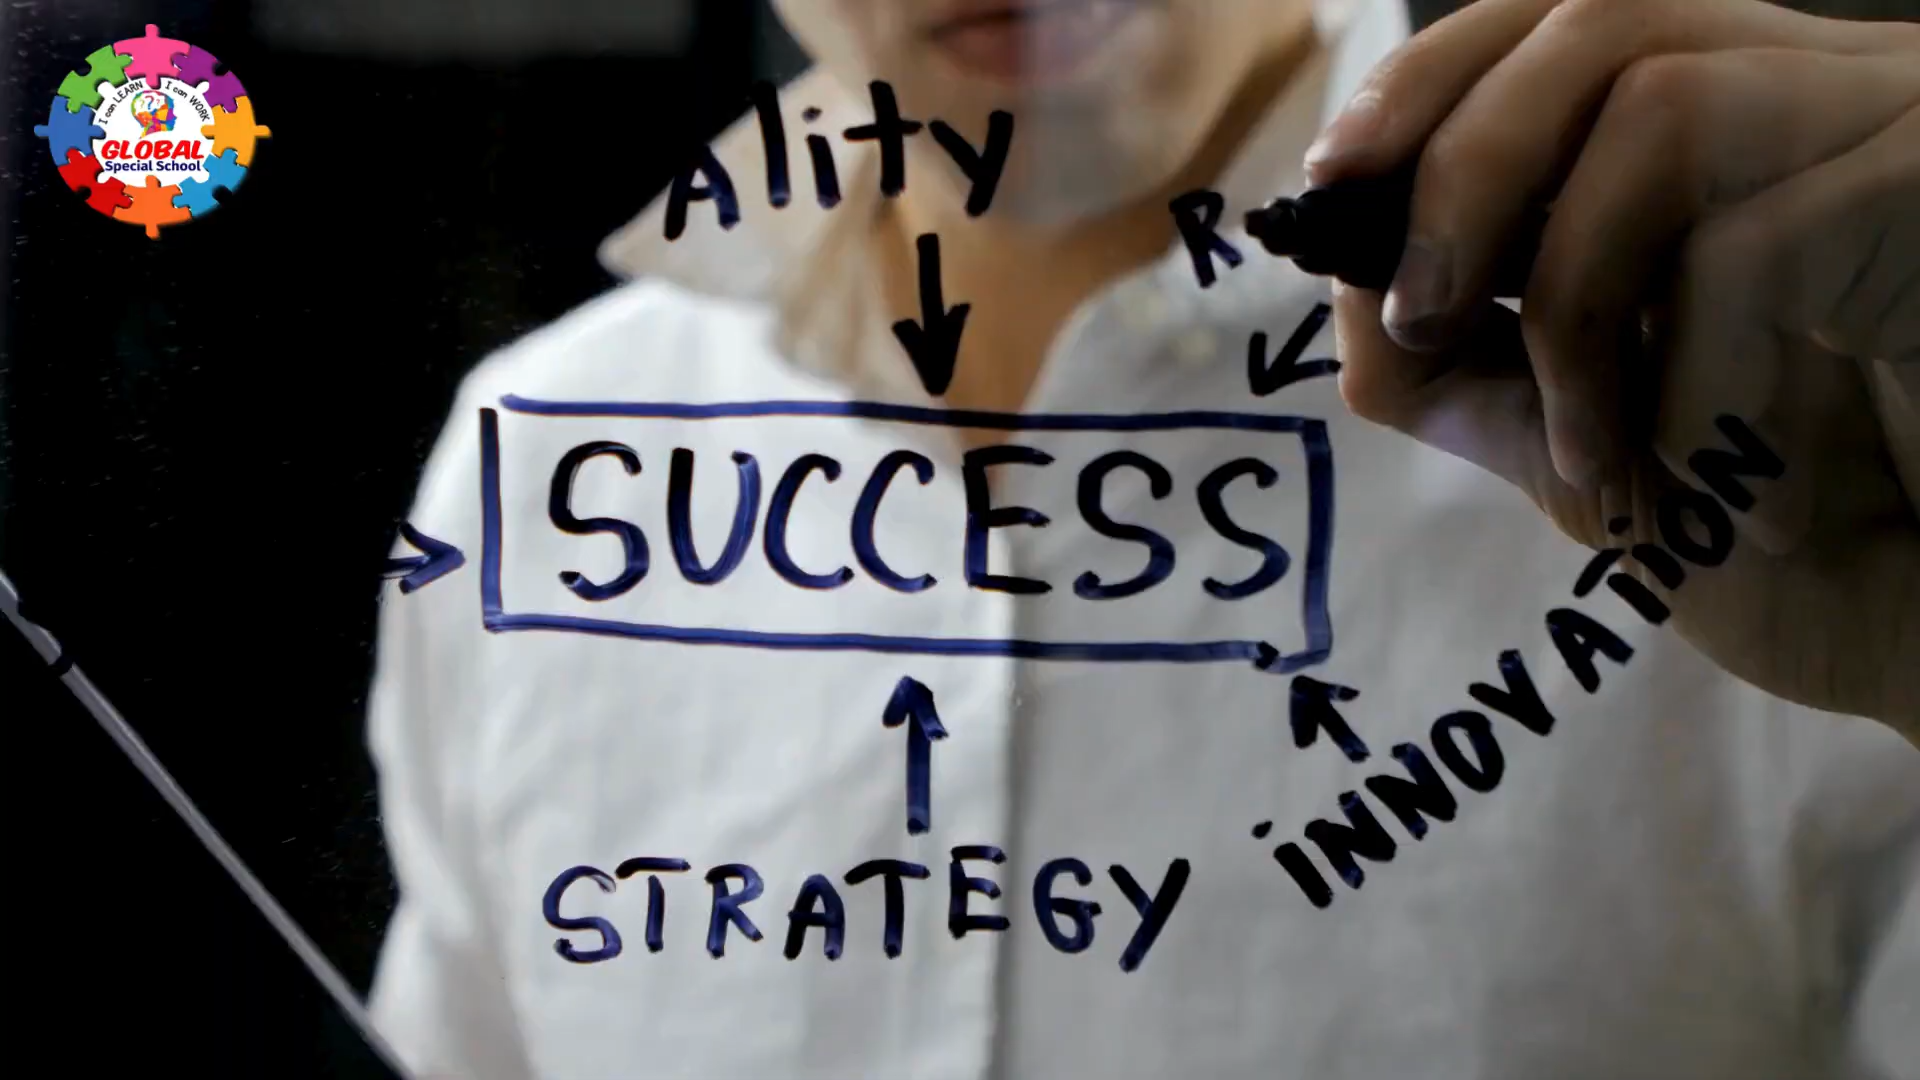 I can LEARN I can WORK
???
GLOBAL
Special School
Ality
R
SUCCESS
iNNOVATiON
STRATEGY